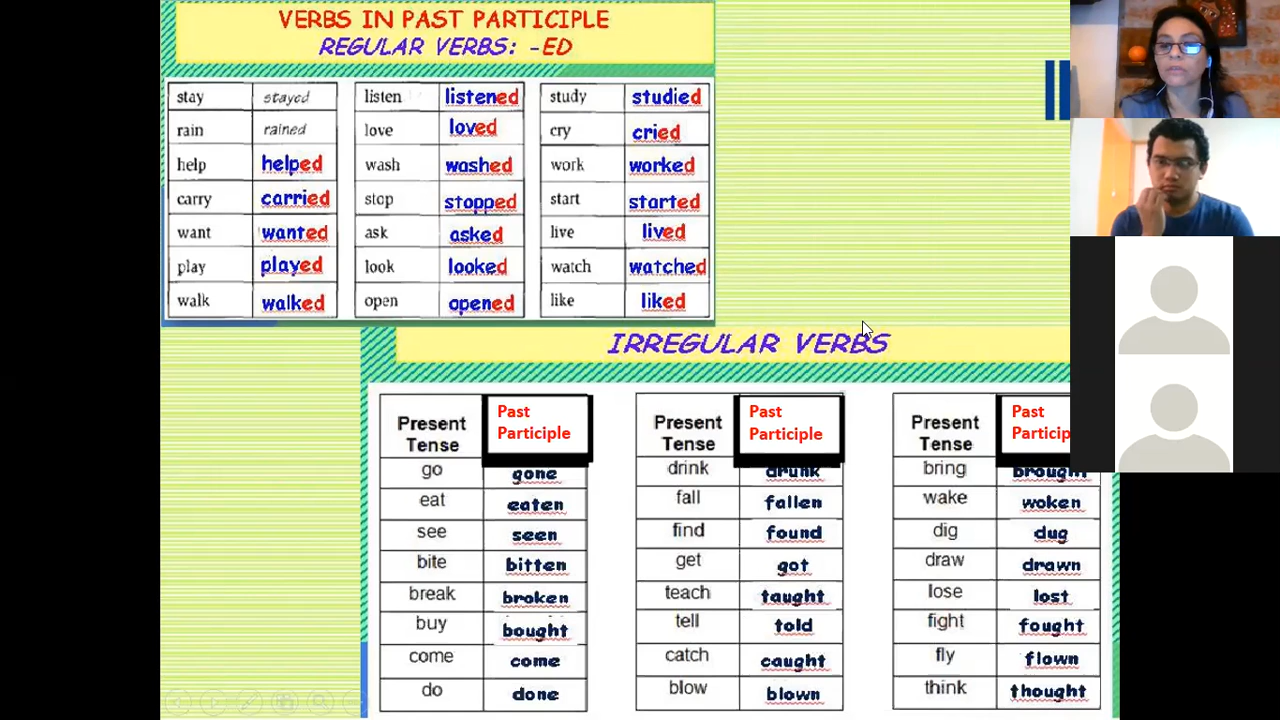 VERBS IN PAST PARTICIPLE
REGULAR VERBS: -ED
stay stayed listen listened study studied
rain rained love loved cry cried
help helped wash washed work worked
carry carried stop stopped start started
want wanted ask asked live lived
play played look looked watch watched
walk walked open opened like liked
IRREGULAR VERBS
Present Tense Past Participle Present Tense Past Participle Present Tense Past Particip
go gone drink drunk bring brought
eat eaten fall fallen wake woken
see seen find found dig dug
bite bitten get got draw drawn
break broken teach taught lose lost
buy bought tell told fight fought
come come catch caught fly flown
do done blow blown think thought